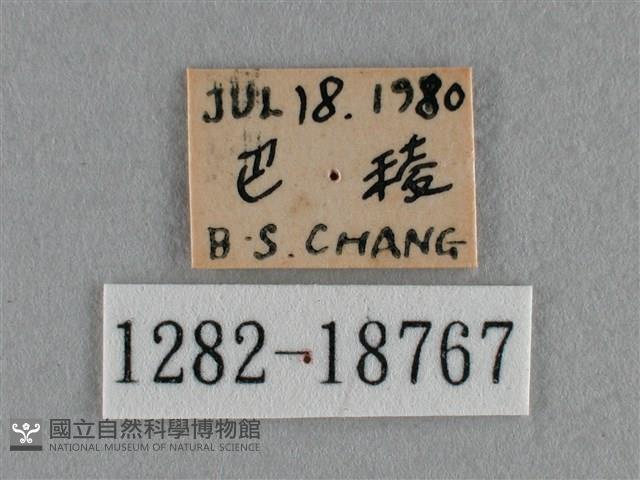 JUL 18. 1980
巴 稜
B.S. CHANG
1282-18767
國立自然科學博物館
NATIONAL MUSEUM OF NATURAL SCIENCE